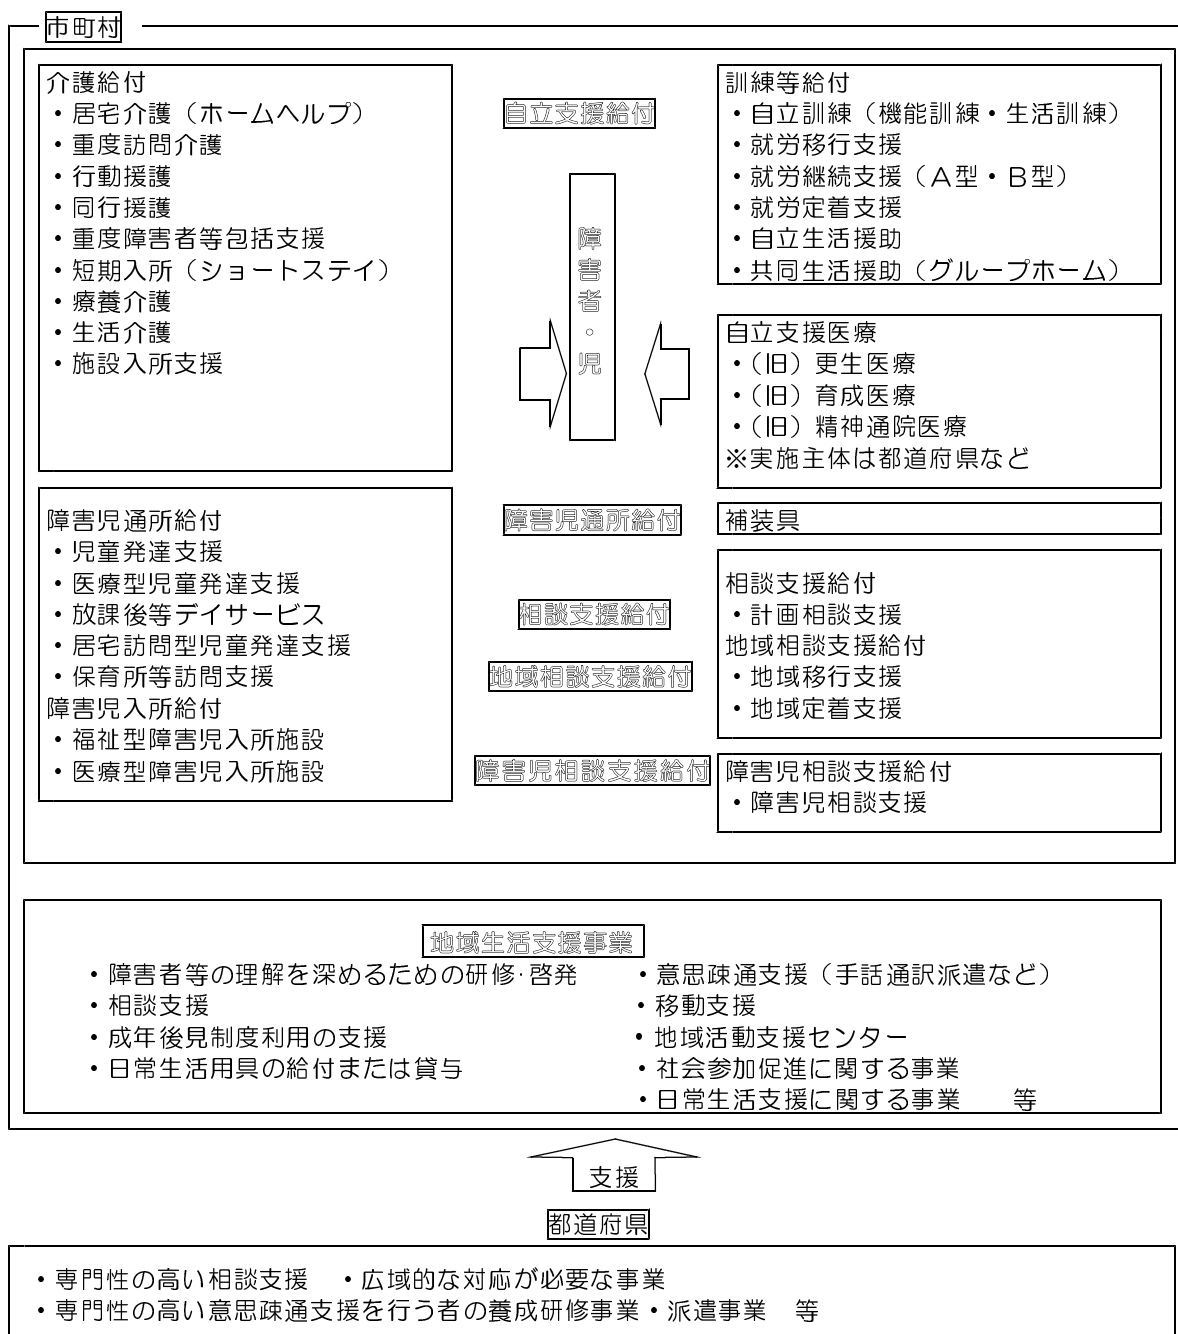 市町村
介護給付
・居宅介護（ホームヘルプ）
・重度訪問介護
・行動援護
・同行援護
・重度障害者等包括支援
・短期入所（ショートステイ）
・療養介護
・生活介護
・施設入所支援
自立支援給付
障害者・児
訓練等給付
・自立訓練（機能訓練・生活訓練）
・就労移行支援
・就労継続支援（Ａ型・Ｂ型）
・就労定着支援
・自立生活援助
・共同生活援助（グループホーム）
自立支援医療
・（旧）更生医療
・（旧）育成医療
・（旧）精神通院医療
※実施主体は都道府県など
障害児通所給付
・児童発達支援
・医療型児童発達支援
・放課後等デイサービス
・居宅訪問型児童発達支援
・保育所等訪問支援
障害児入所給付
・福祉型障害児入所施設
・医療型障害児入所施設
障害児通所給付
相談支援給付
地域相談支援給付
障害児相談支援給付
補装具
相談支援給付
・計画相談支援
地域相談支援給付
・地域移行支援
・地域定着支援
障害児相談支援給付
・障害児相談支援
地域生活支援事業
・障害者等の理解を深めるための研修･啓発
・相談支援
・成年後見制度利用の支援
・日常生活用具の給付または貸与
・意思疎通支援（手話通訳派遣など）
・移動支援
・地域活動支援センター
・社会参加促進に関する事業
・日常生活支援に関する事業　　等
支援
都道府県
・専門性の高い相談支援　・広域的な対応が必要な事業
・専門性の高い意思疎通支援を行う者の養成研修事業・派遣事業　等